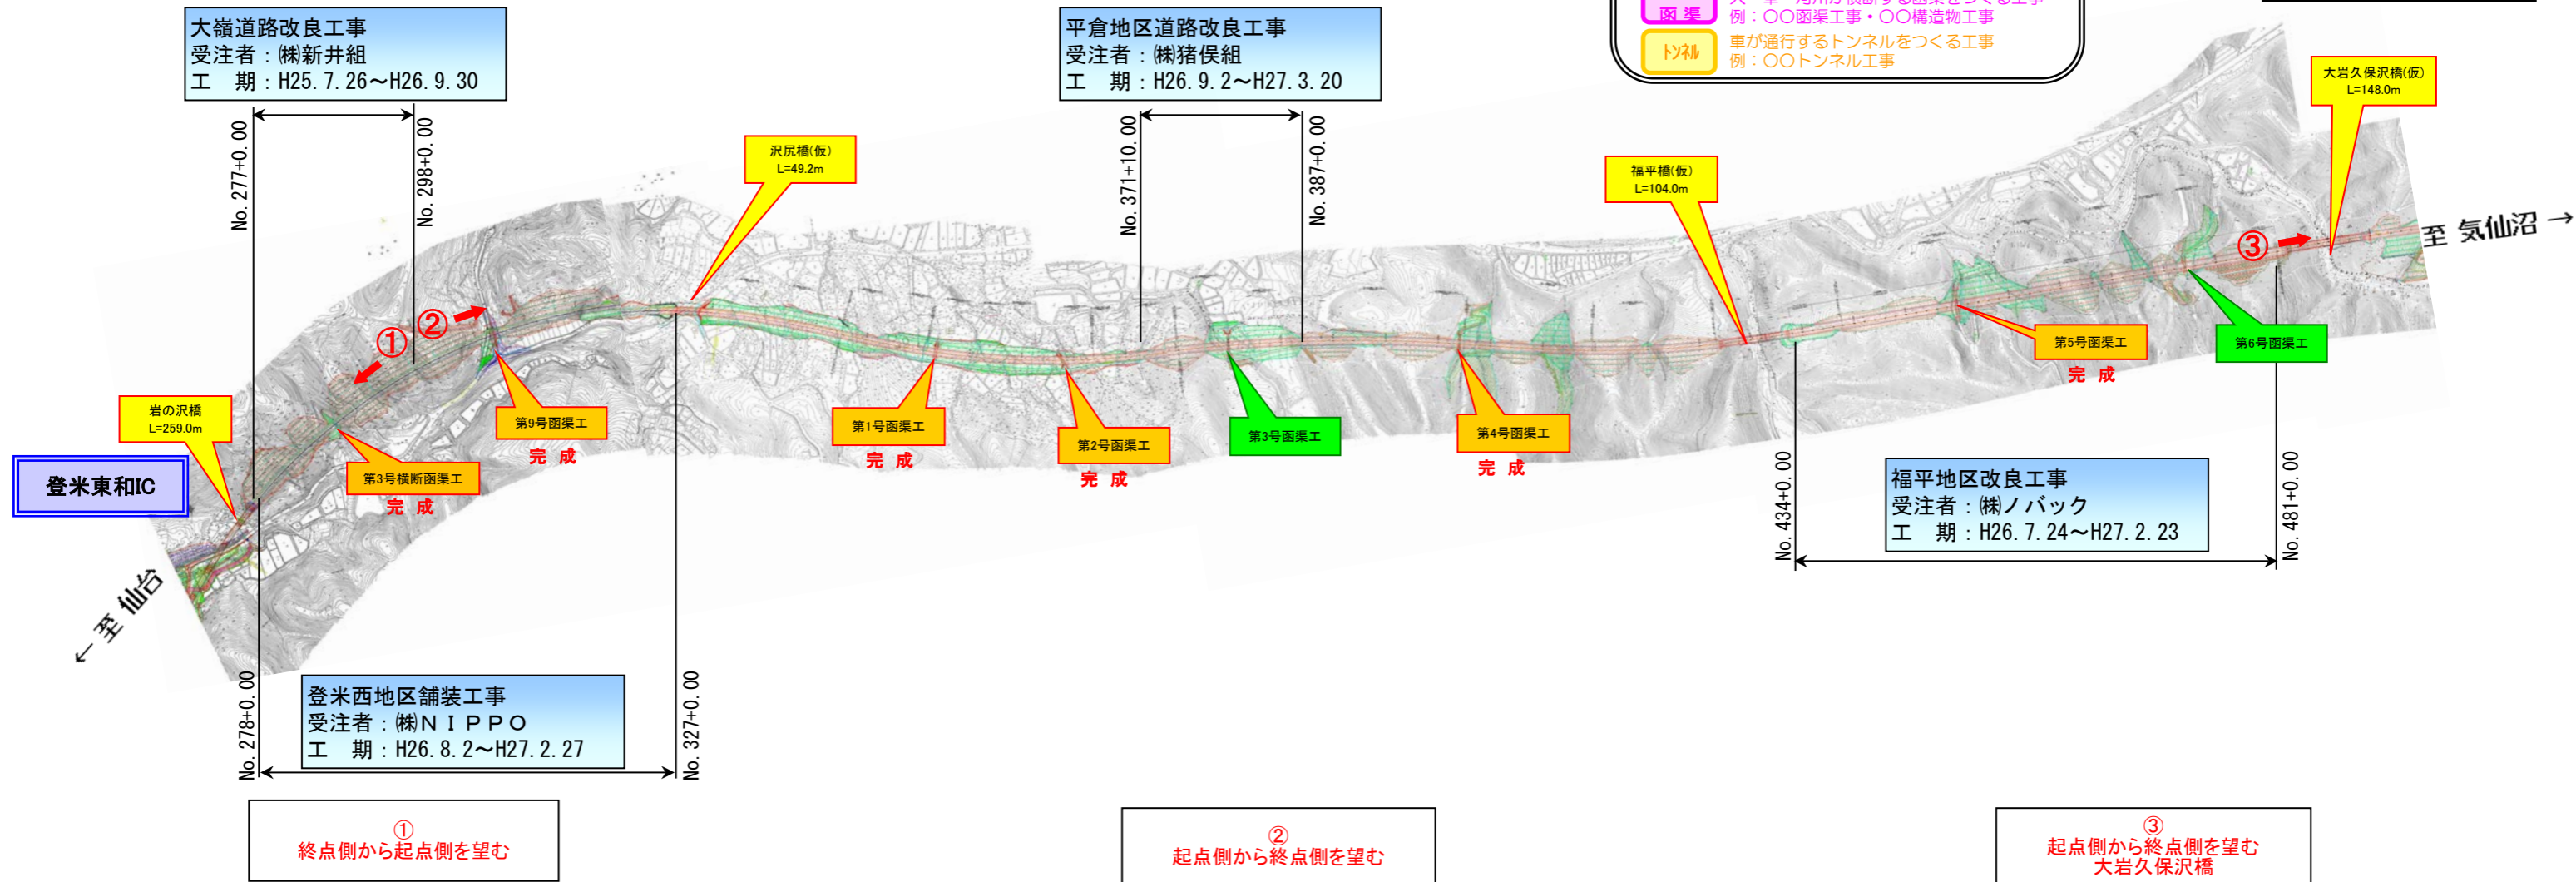 大嶺道路改良工事
受注者：㈱新井組
工　期：H25.7.26～H26.9.30
平倉地区道路改良工事
受注者：㈱猪俣組
工　期：H26.9.2～H27.3.20
函 渠
例：〇〇函渠工事・〇〇構造物工事
トンネル
車が通行するトンネルをつくる工事
例：〇〇トンネル工事
大岩久保沢橋(仮)
L=148.0m
No. 277+0.00
No. 298+0.00
沢尻橋(仮)
L=49.2m
No. 371+10.00
No. 387+0.00
福平橋(仮)
L=104.0m
至 気仙沼 →
③
①
②
岩の沢橋
L=259.0m
登米東和IC
第3号横断函渠工
完 成
第9号函渠工
完 成
第1号函渠工
完 成
第2号函渠工
完 成
第3号函渠工
第4号函渠工
完 成
第5号函渠工
完 成
第6号函渠工
← 至 仙台
No. 434+0.00
福平地区改良工事
受注者：㈱ノバック
工　期：H26.7.24～H27.2.23
No. 481+0.00
No. 278+0.00
登米西地区舗装工事
受注者：㈱ＮＩＰＰＯ
工　期：H26.8.2～H27.2.27
No. 327+0.00
①
終点側から起点側を望む
②
起点側から終点側を望む
③
起点側から終点側を望む
大岩久保沢橋